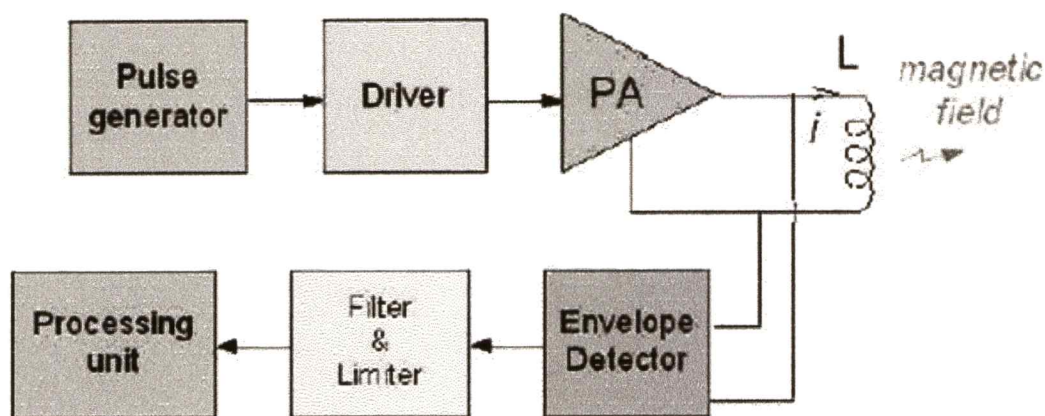 Pulse
generator
Driver
PA
L
i
magnetic
field
Processing
unit
Filter
&
Limiter
Envelope
Detector